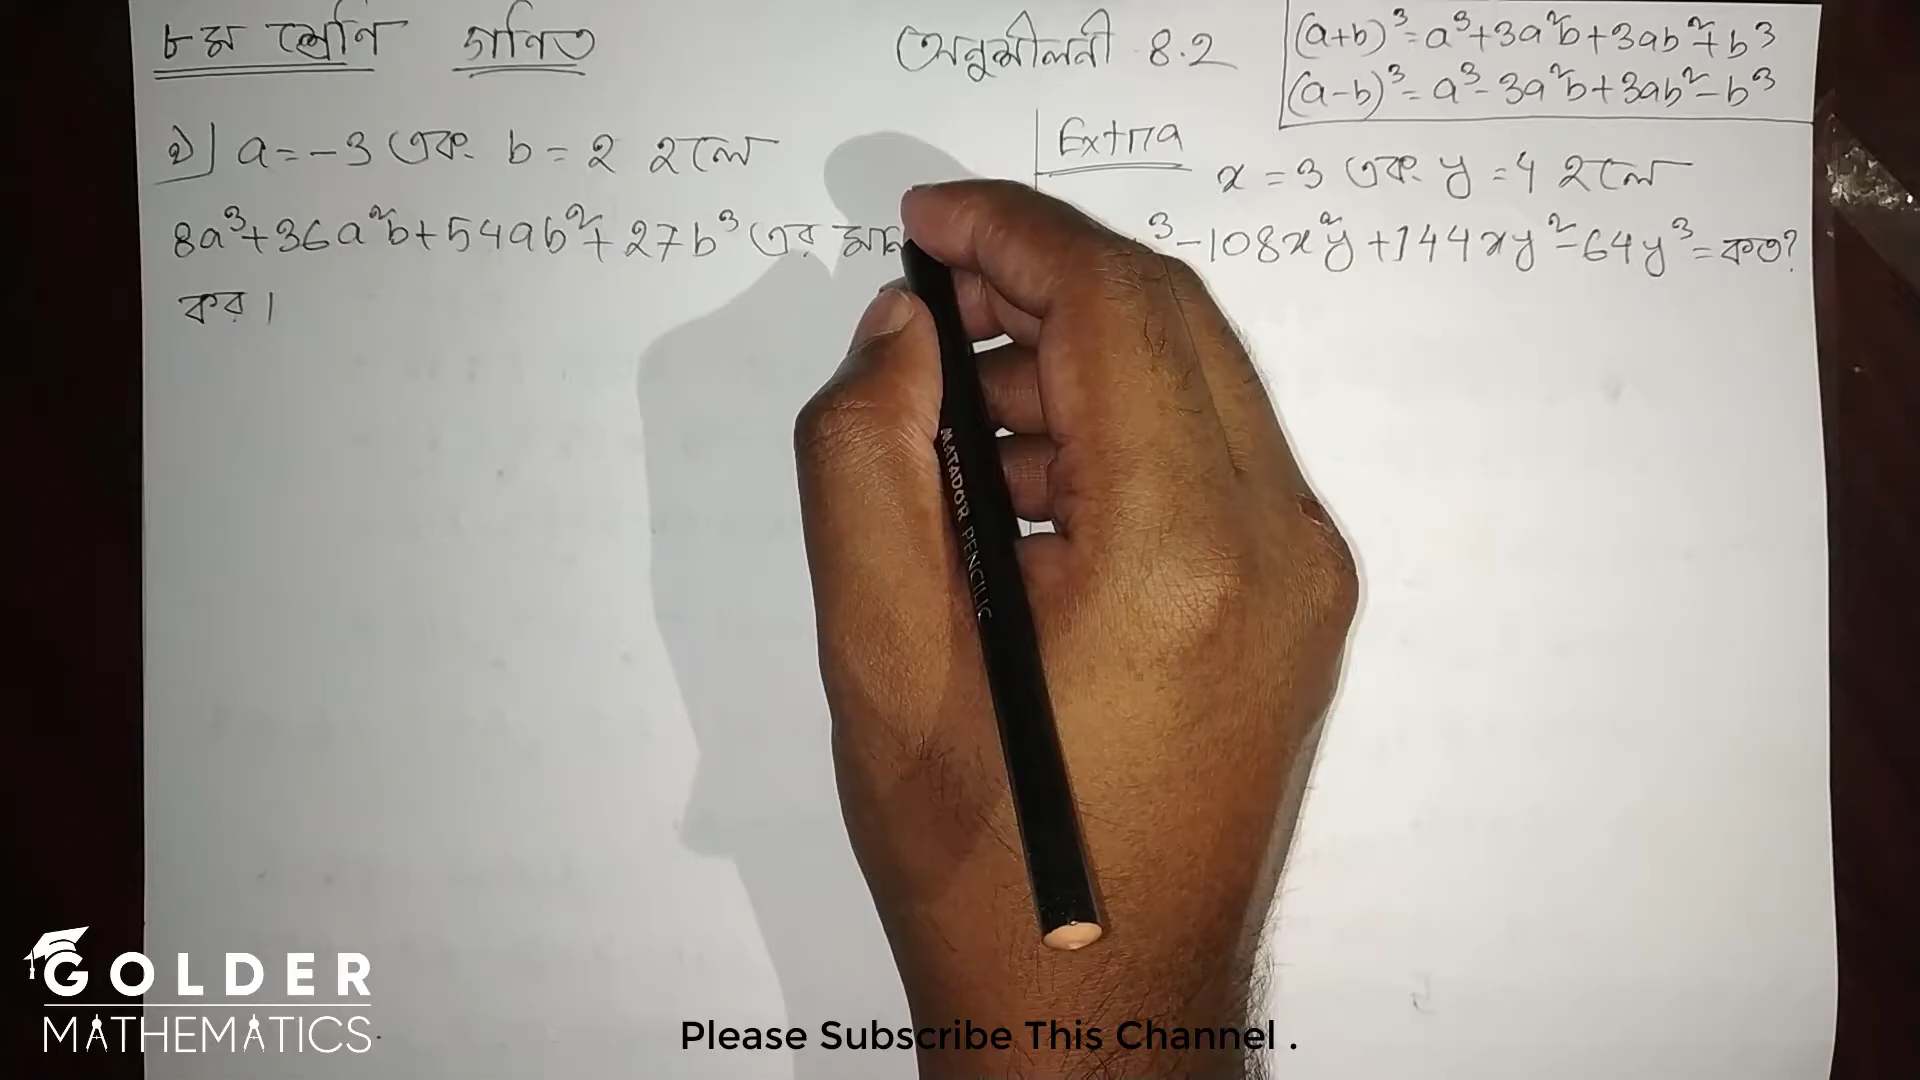 ৮ম শ্রেণি গণিত
অনুশীলনী 8.2
(a+b)³=a³+3a²b+3ab²+b³
(a-b)³=a³-3a²b+3ab²-b³
a=-3 এবং b=2 হলে
8a³+36a²b+54ab²+27b³ এর মান
কর।
Extra
x=3 এবং y=4 হলে
³-108x²y+144xy²-64y³=কত?
MATADOR PENCILIC
GOLDER
MATHEMATICS
Please Subscribe This Channel .